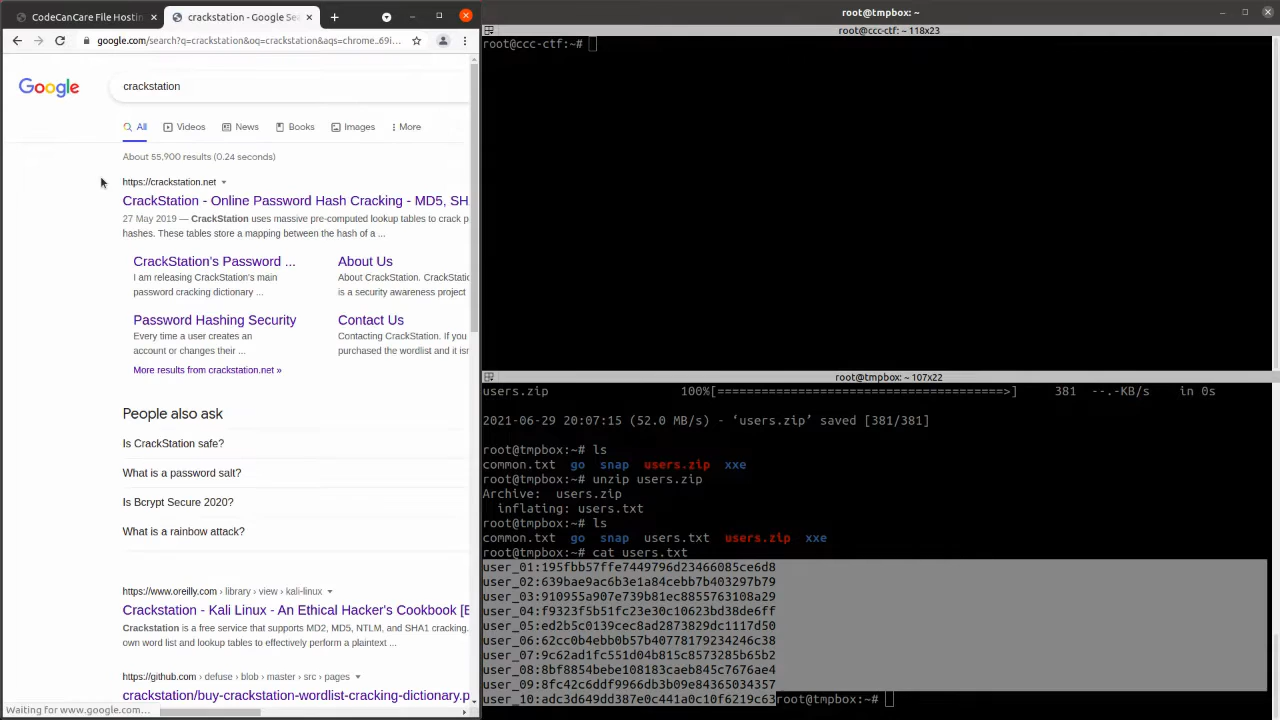 CodeCanCare File Hostin
crackstation - Google Sea
google.com/search?q=crackstation&oq=crackstation&aqs=chrome..69i...
Google
crackstation
All
Videos
News
Books
Images
More
About 55,900 results (0.24 seconds)
https://crackstation.net
CrackStation - Online Password Hash Cracking - MD5, SH
27 May 2019 — CrackStation uses massive pre-computed lookup tables to crack p
hashes. These tables store a mapping between the hash of a ...
CrackStation's Password ...
I am releasing CrackStation's main
password cracking dictionary ...
About Us
About CrackStation. CrackStatio
is a security awareness project
Password Hashing Security
Every time a user creates an
account or changes their ...
Contact Us
Contacting CrackStation. If you
purchased the wordlist and it isn
More results from crackstation.net »
People also ask
Is CrackStation safe?
What is a password salt?
Is Bcrypt Secure 2020?
What is a rainbow attack?
https://www.oreilly.com › library › view › kali-linux
Crackstation - Kali Linux - An Ethical Hacker's Cookbook [B
Crackstation is a free service that supports MD2, MD5, NTLM, and SHA1 cracking.
own word list and lookup tables to effectively perform a plaintext ...
https://github.com › defuse › blob › master › src › pages
crackstation/buy-crackstation-wordlist-cracking-dictionary.p
Waiting for www.google.com...
root@tmpbox: ~
root@ccc-ctf: ~ 118x23
root@ccc-ctf:~#
root@tmpbox: ~ 107x22
users.zip 100%[======================================>] 381 --.-KB/s in 0s
2021-06-29 20:07:15 (52.0 MB/s) - ‘users.zip’ saved [381/381]
root@tmpbox:~# ls
common.txt go snap users.zip xxe
root@tmpbox:~# unzip users.zip
Archive: users.zip
inflating: users.txt
root@tmpbox:~# ls
common.txt go snap users.txt users.zip xxe
root@tmpbox:~# cat users.txt
user_01:195fbb57ffe7449796d23466085ce6d8
user_02:639bae9ac6b3e1a84cebb7b403297b79
user_03:910955a907e739b81ec8855763108a29
user_04:f9323f5b51fc23e30c10623bd38de6ff
user_05:ed2b5c0139cec8ad2873829dc1117d50
user_06:62cc0b4ebb0b57b40778179234246c38
user_07:9c62ad1fc551d04b815c8573285b65b2
user_08:8bf8854bebe108183caeb845c7676ae4
user_09:8fc42c6ddf9966db3b09e84365034357
user_10:adc3d649dd387e0c441a0c10f6219c63root@tmpbox:~#